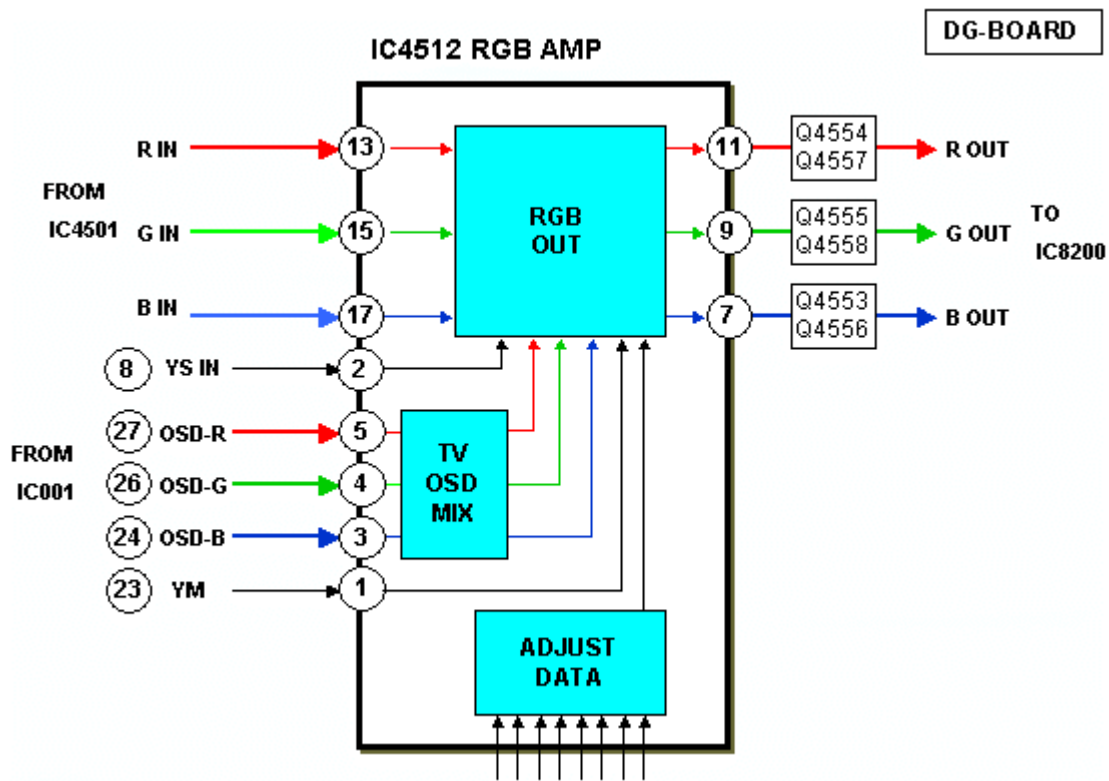 DG-BOARD
IC4512 RGB AMP
R IN
13
11
Q4554
Q4557
R OUT
FROM
IC4501
G IN
15
RGB
OUT
9
Q4555
Q4558
G OUT
TO
IC8200
B IN
17
7
Q4553
Q4556
B OUT
8
YS IN
2
FROM
IC001
27
OSD-R
5
26
OSD-G
4
24
OSD-B
3
TV
OSD
MIX
23
YM
1
ADJUST
DATA